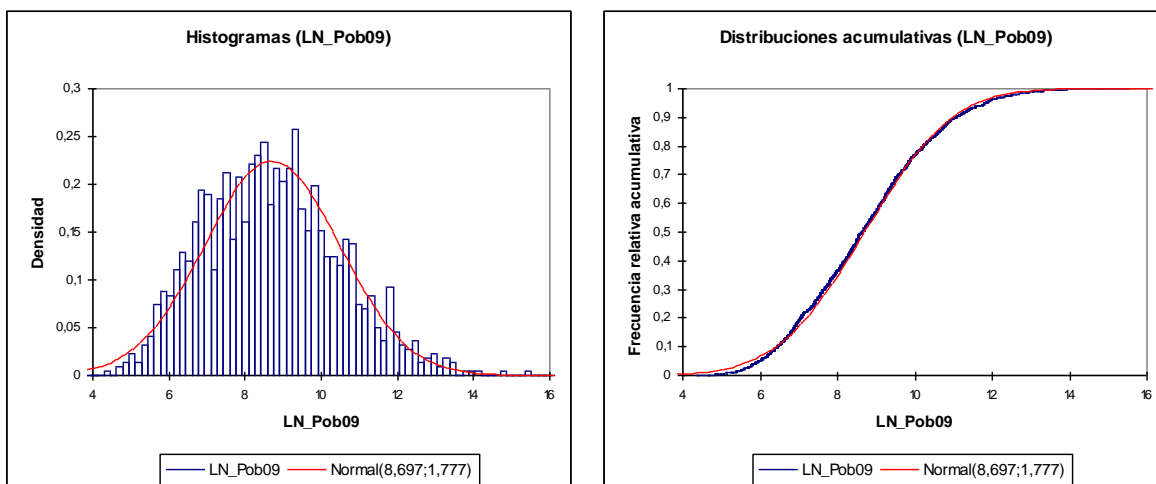 Histogramas (LN_Pob09)
0,3
0,25
0,2
0,15
0,1
0,05
0
Densidad
4 6 8 10 12 14 16
LN_Pob09
LN_Pob09 Normal(8,697;1,777)
Distribuciones acumulativas (LN_Pob09)
1
0,9
0,8
0,7
0,6
0,5
0,4
0,3
0,2
0,1
0
Frecuencia relativa acumulativa
4 6 8 10 12 14 16
LN_Pob09
LN_Pob09 Normal(8,697;1,777)